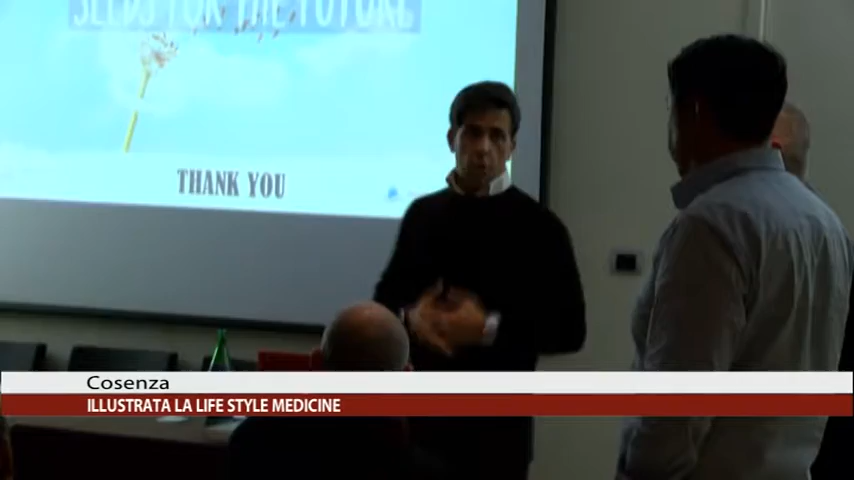 SEEDS FOR THE FUTURE
THANK YOU
Cosenza
ILLUSTRATA LA LIFE STYLE MEDICINE